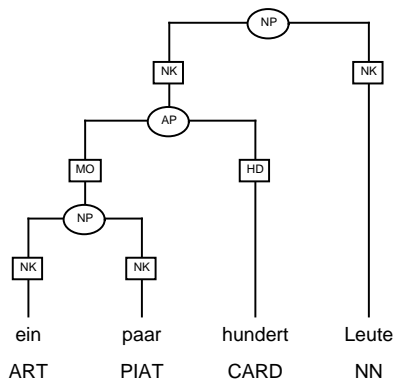 NP
NK NK
AP
MO HD
NP
NK NK
ein paar hundert Leute
ART PIAT CARD NN